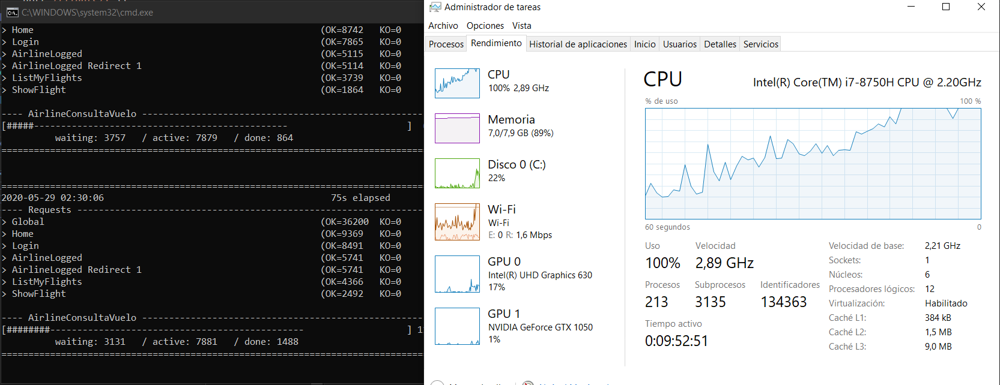 C:\WINDOWS\system32\cmd.exe
> Home (OK=8742 KO=0
> Login (OK=7865 KO=0
> AirlineLogged (OK=5115 KO=0
> AirlineLogged Redirect 1 (OK=5114 KO=0
> ListMyFlights (OK=3739 KO=0
> ShowFlight (OK=1864 KO=0
---- AirlineConsultaVuelo -----------------------------------------------------
[#####------------------------------------------------ ]
waiting: 3757 / active: 7879 / done: 864
================================================================================
================================================================================
2020-05-29 02:30:06 75s elapsed
---- Requests ------------------------------------------------------------------
> Global (OK=36200 KO=0
> Home (OK=9369 KO=0
> Login (OK=8491 KO=0
> AirlineLogged (OK=5741 KO=0
> AirlineLogged Redirect 1 (OK=5741 KO=0
> ListMyFlights (OK=4366 KO=0
> ShowFlight (OK=2492 KO=0
---- AirlineConsultaVuelo -----------------------------------------------------
[########------------------------------------------------ ] 1
waiting: 3131 / active: 7881 / done: 1488
================================================================================
Administrador de tareas
Archivo Opciones Vista
Procesos Rendimiento Historial de aplicaciones Inicio Usuarios Detalles Servicios
CPU
100% 2,89 GHz
Memoria
7,0/7,9 GB (89%)
Disco 0 (C:)
22%
Wi-Fi
Wi-Fi
E: 0 R: 1,6 Mbps
GPU 0
Intel(R) UHD Graphics 630
17%
GPU 1
NVIDIA GeForce GTX 1050
1%
CPU Intel(R) Core(TM) i7-8750H CPU @ 2.20GHz
% de uso 100 %
60 segundos 0
Uso Velocidad
100% 2,89 GHz
Procesos Subprocesos Identificadores
213 3135 134363
Tiempo activo
0:09:52:51
Velocidad de base: 2,21 GHz
Sockets: 1
Núcleos: 6
Procesadores lógicos: 12
Virtualización: Habilitado
Caché L1: 384 kB
Caché L2: 1,5 MB
Caché L3: 9,0 MB